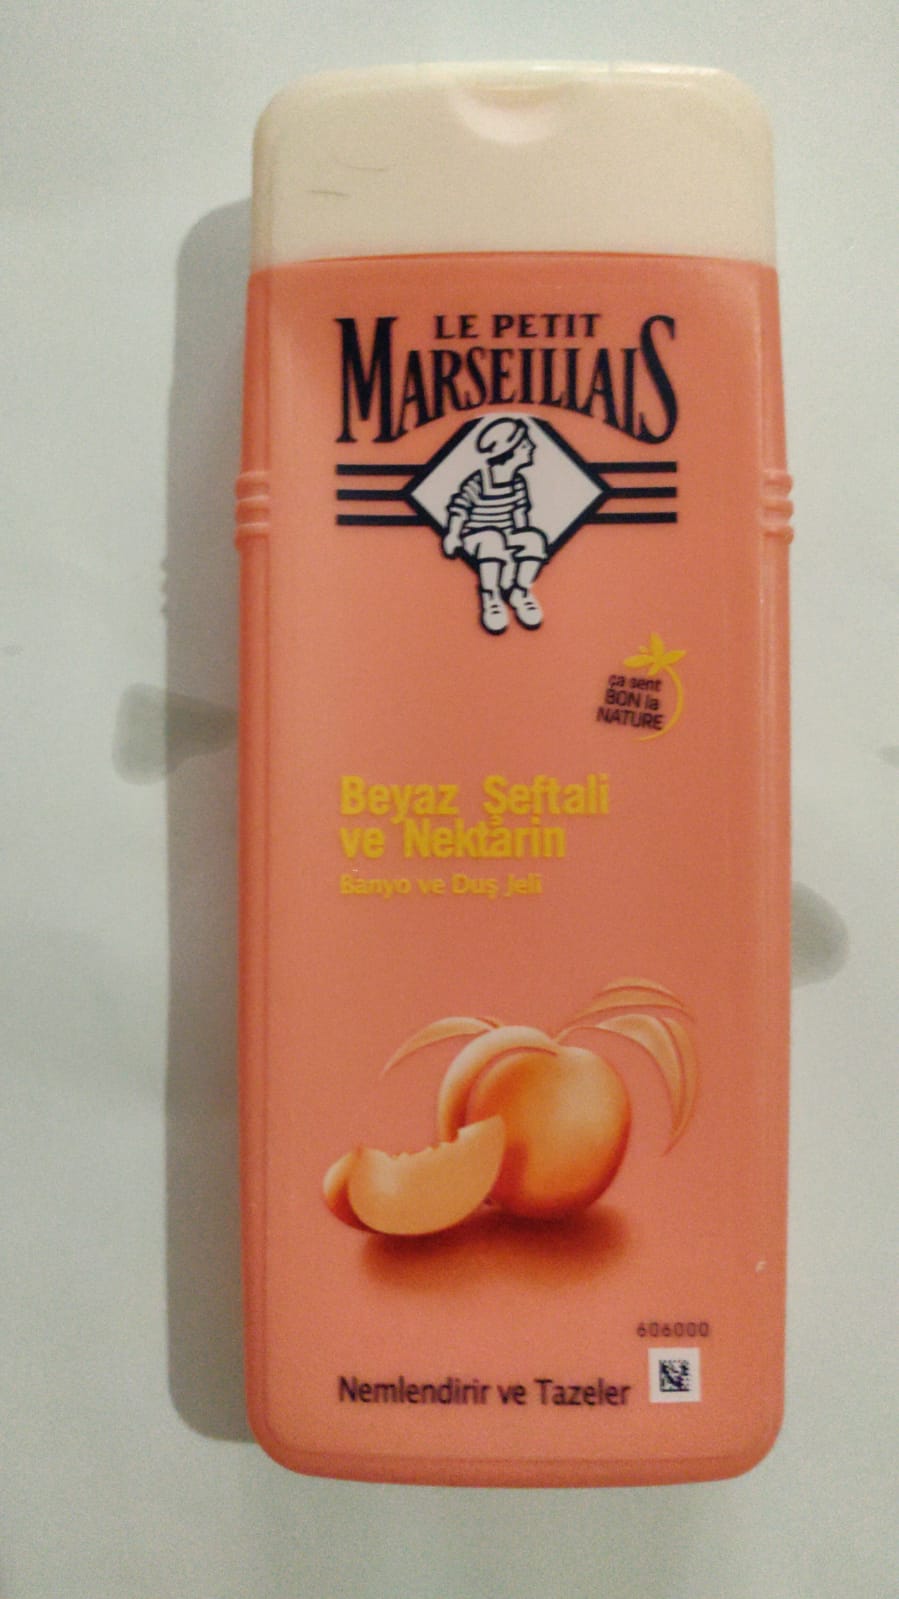 LE PETIT
MARSEILLAIS
ça sent
BON la
NATURE
Beyaz Şeftali
ve Nektarin
Banyo ve Duş Jeli
606000
Nemlendirir ve Tazeler